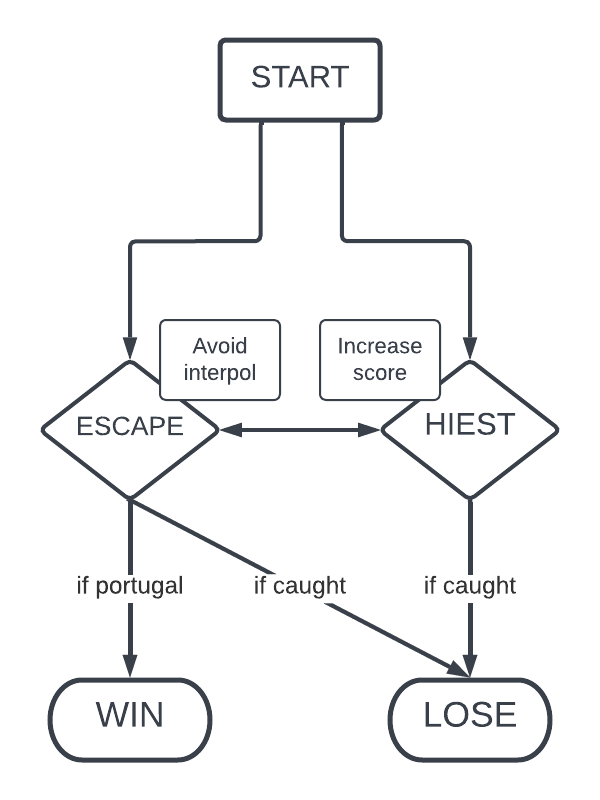 START
Avoid
interpol
Increase
score
ESCAPE
HIEST
if portugal
if caught
if caught
WIN
LOSE